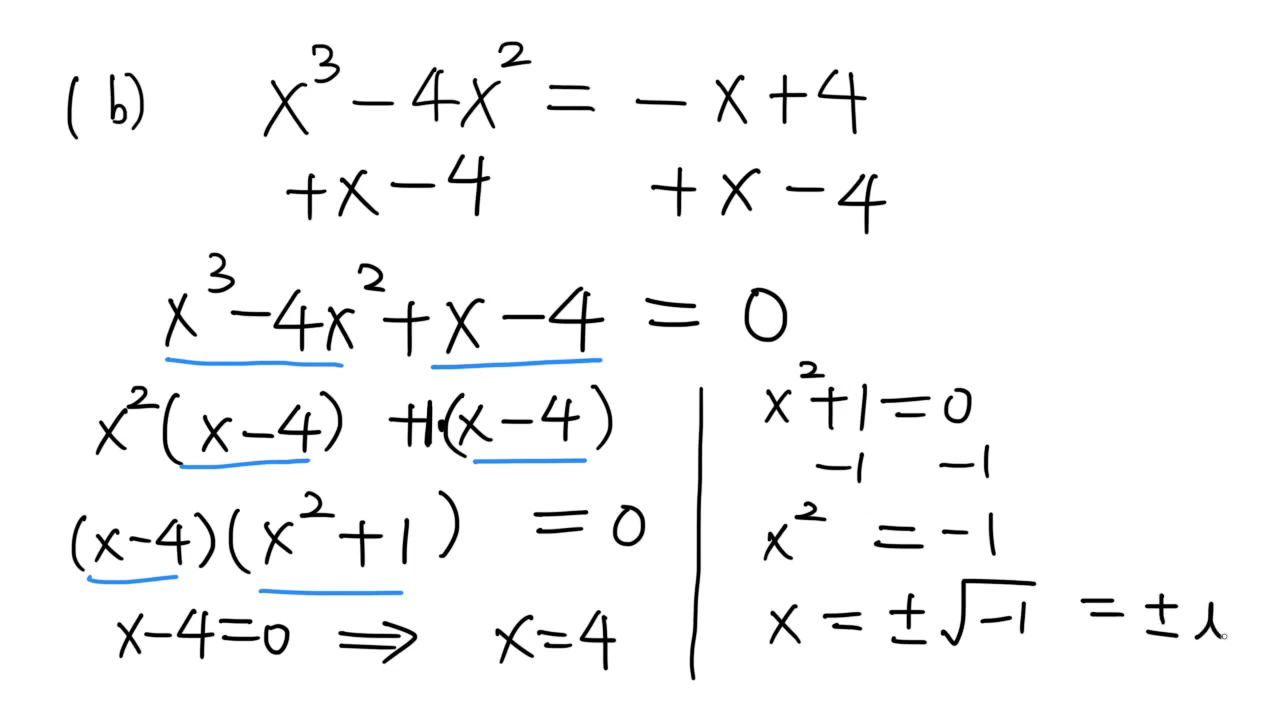 (b) x³ − 4x² = − x + 4
+x − 4 + x − 4
x³ − 4x² + x − 4 = 0
x²(x−4) +1·(x−4)
(x−4)(x²+1) = 0
x−4=0 ⟹ x=4
x²+1=0
−1 −1
x² = −1
x = ±√−1 = ±i